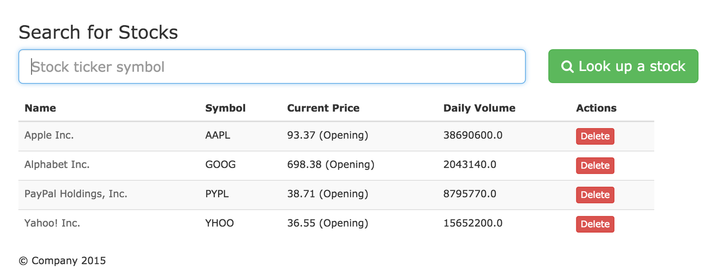 Search for Stocks
Stock ticker symbol
Look up a stock
Name Symbol Current Price Daily Volume Actions
Apple Inc. AAPL 93.37 (Opening) 38690600.0 Delete
Alphabet Inc. GOOG 698.38 (Opening) 2043140.0 Delete
PayPal Holdings, Inc. PYPL 38.71 (Opening) 8795770.0 Delete
Yahoo! Inc. YHOO 36.55 (Opening) 15652200.0 Delete
© Company 2015